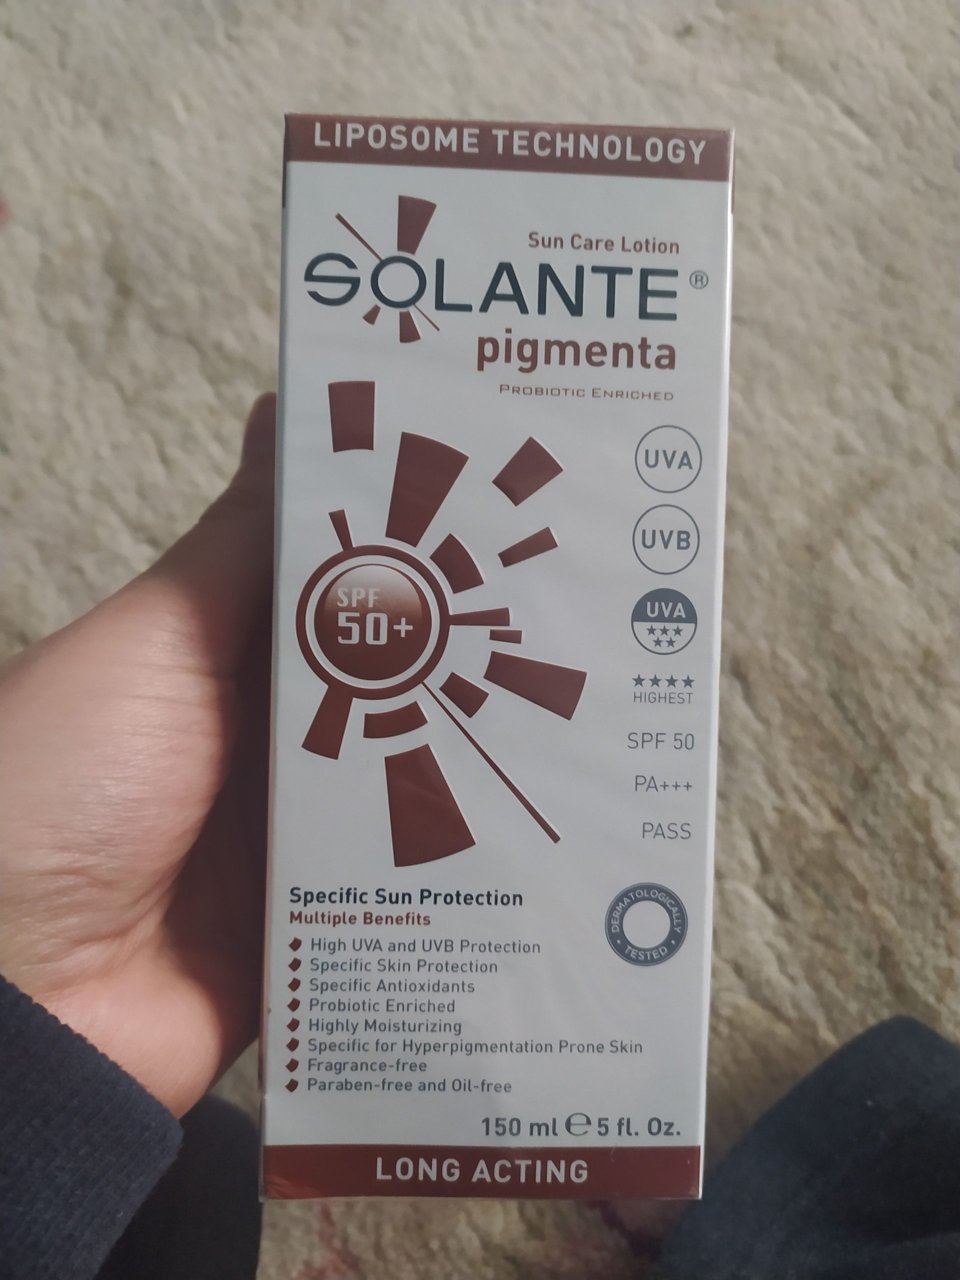 LIPOSOME TECHNOLOGY
Sun Care Lotion
SOLANTE®
pigmenta
PROBIOTIC ENRICHED
UVA
UVB
SPF
50+
UVA
HIGHEST
SPF 50
PA+++
PASS
DERMATOLOGICALLY
TESTED
Specific Sun Protection
Multiple Benefits
High UVA and UVB Protection
Specific Skin Protection
Specific Antioxidants
Probiotic Enriched
Highly Moisturizing
Specific for Hyperpigmentation Prone Skin
Fragrance-free
Paraben-free and Oil-free
150 ml ℮ 5 fl. Oz.
LONG ACTING